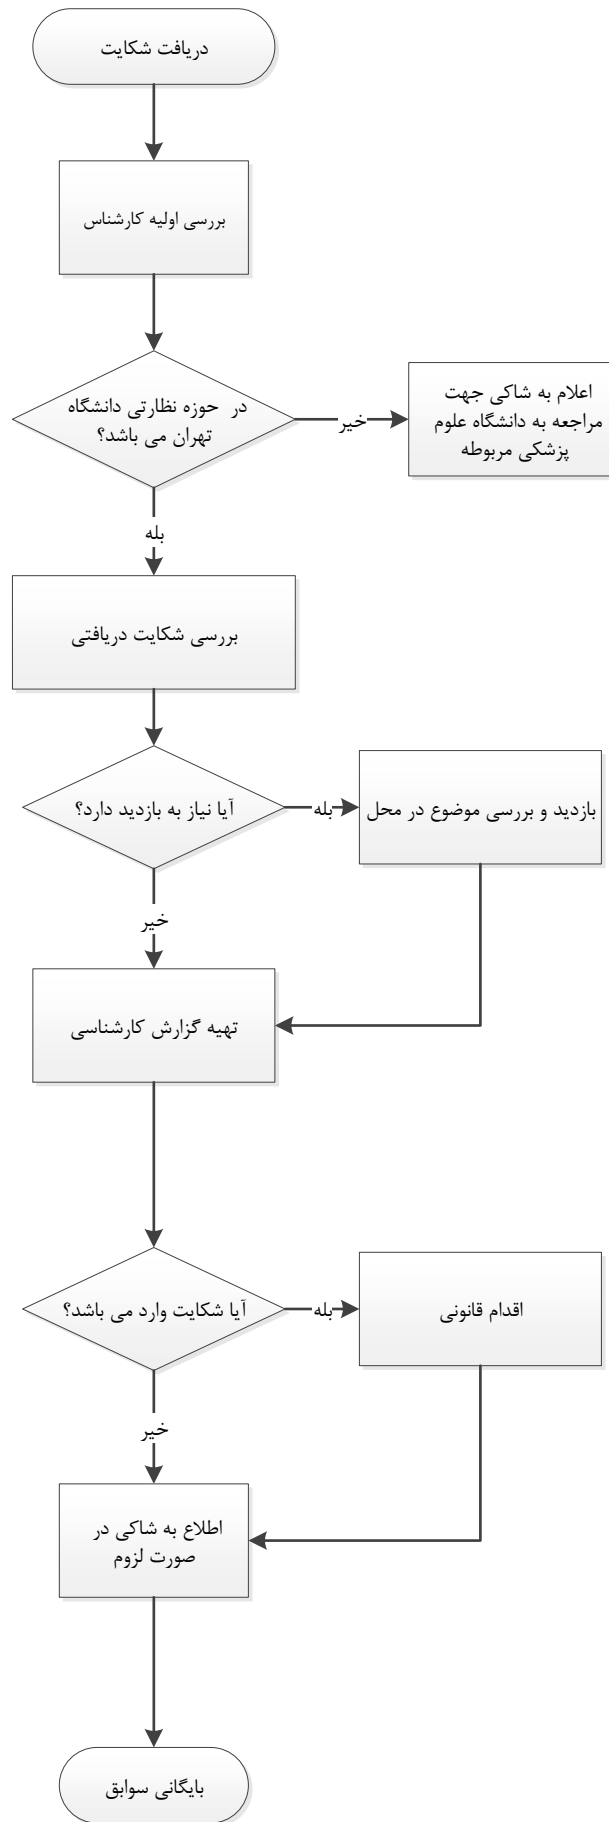 دریافت شکایت
بررسی اولیه کارشناس
در حوزه نظارتی دانشگاه
تهران می باشد؟
خیر
اعلام به شاکی جهت
مراجعه به دانشگاه علوم
پزشکی مربوطه
بله
بررسی شکایت دریافتی
آیا نیاز به بازدید دارد؟
بله
بازدید و بررسی موضوع در محل
خیر
تهیه گزارش کارشناسی
آیا شکایت وارد می باشد؟
بله
اقدام قانونی
خیر
اطلاع به شاکی در
صورت لزوم
بایگانی سوابق